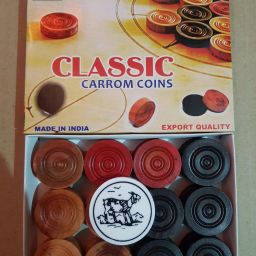 CLASSIC
CARROM COINS
MADE IN INDIA
EXPORT QUALITY